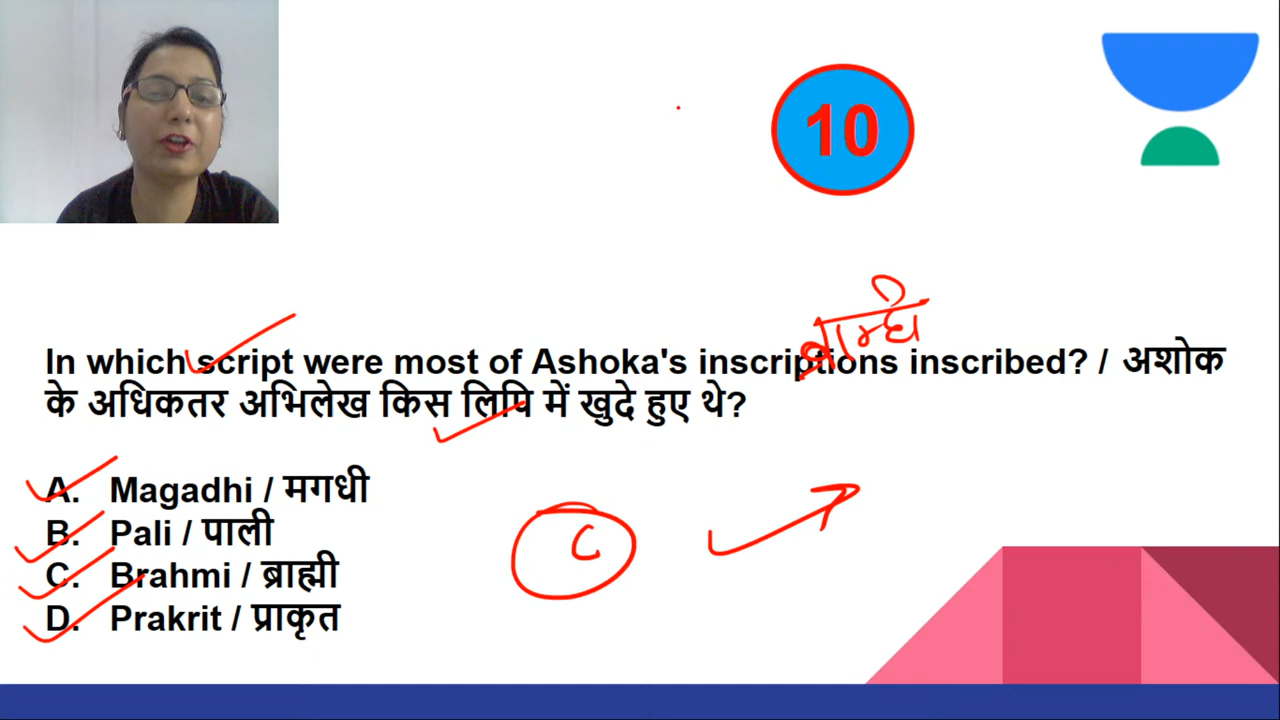 10
ब्राम्ही
In which script were most of Ashoka's inscriptions inscribed? / अशोक
के अधिकतर अभिलेख किस लिपि में खुदे हुए थे?
A. Magadhi / मगधी
B. Pali / पाली
C. Brahmi / ब्राह्मी
D. Prakrit / प्राकृत
C